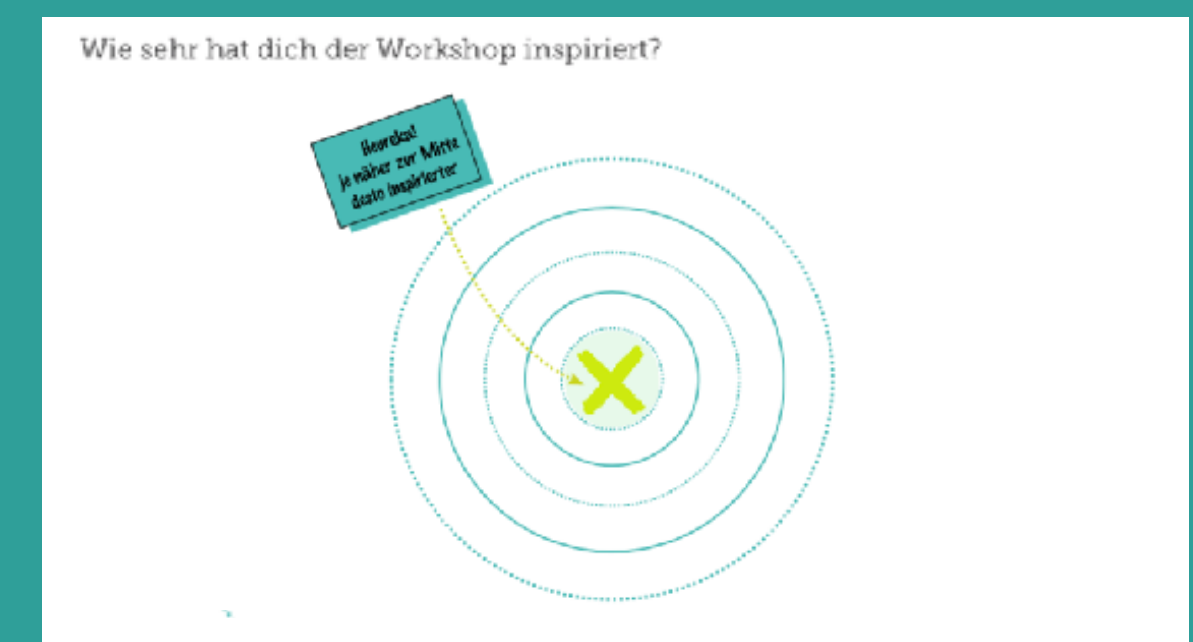 Wie sehr hat dich der Workshop inspiriert?
Heureka!
je näher zur Mitte
desto inspirierter